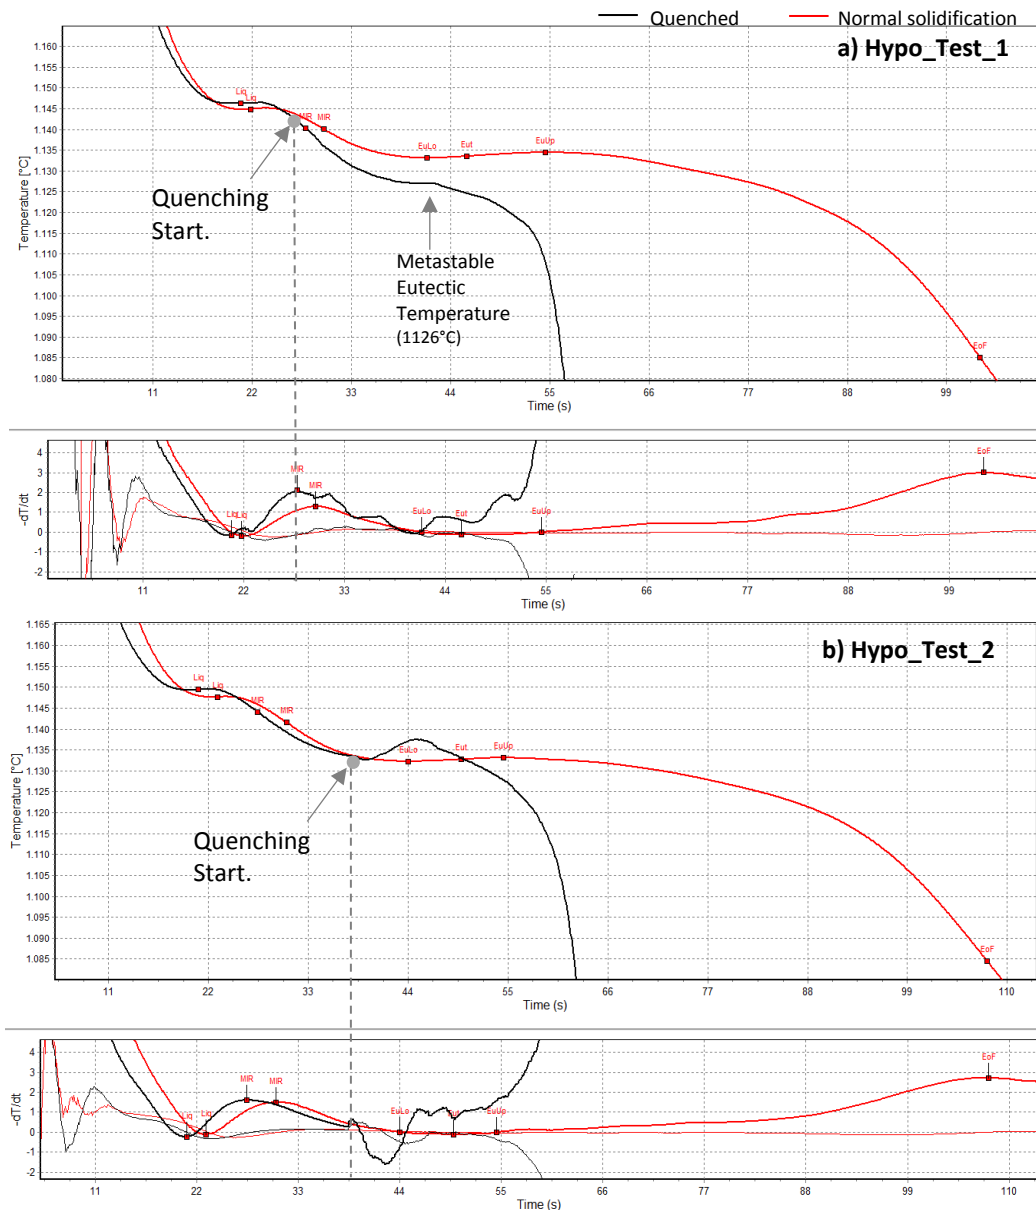 Quenched Normal solidification
a) Hypo_Test_1
Temperature [°C]
1.160
1.155
1.150
1.145
1.140
1.135
1.130
1.125
1.120
1.115
1.110
1.105
1.100
1.095
1.090
1.085
1.080
Liq
Liq
MIR MIR
EuLo Eut EuUp
EoF
Quenching
Start.
Metastable
Eutectic
Temperature
(1126°C)
11 22 33 44 55 66 77 88 99
Time (s)
-dT/dt
4
3
2
1
0
-1
-2
Liq Liq MIR MIR EuLo Eut EuUp EoF
11 22 33 44 55 66 77 88 99
Time (s)
b) Hypo_Test_2
Temperature [°C]
1.165
1.160
1.155
1.150
1.145
1.140
1.135
1.130
1.125
1.120
1.115
1.110
1.105
1.100
1.095
1.090
1.085
Liq Liq MIR MIR EuLo Eut EuUp EoF
Quenching
Start.
11 22 33 44 55 66 77 88 99 110
Time (s)
-dT/dt
4
3
2
1
0
-1
-2
Liq Liq MIR MIR EuLo Eut EuUp EoF
11 22 33 44 55 66 77 88 99 110
Time (s)